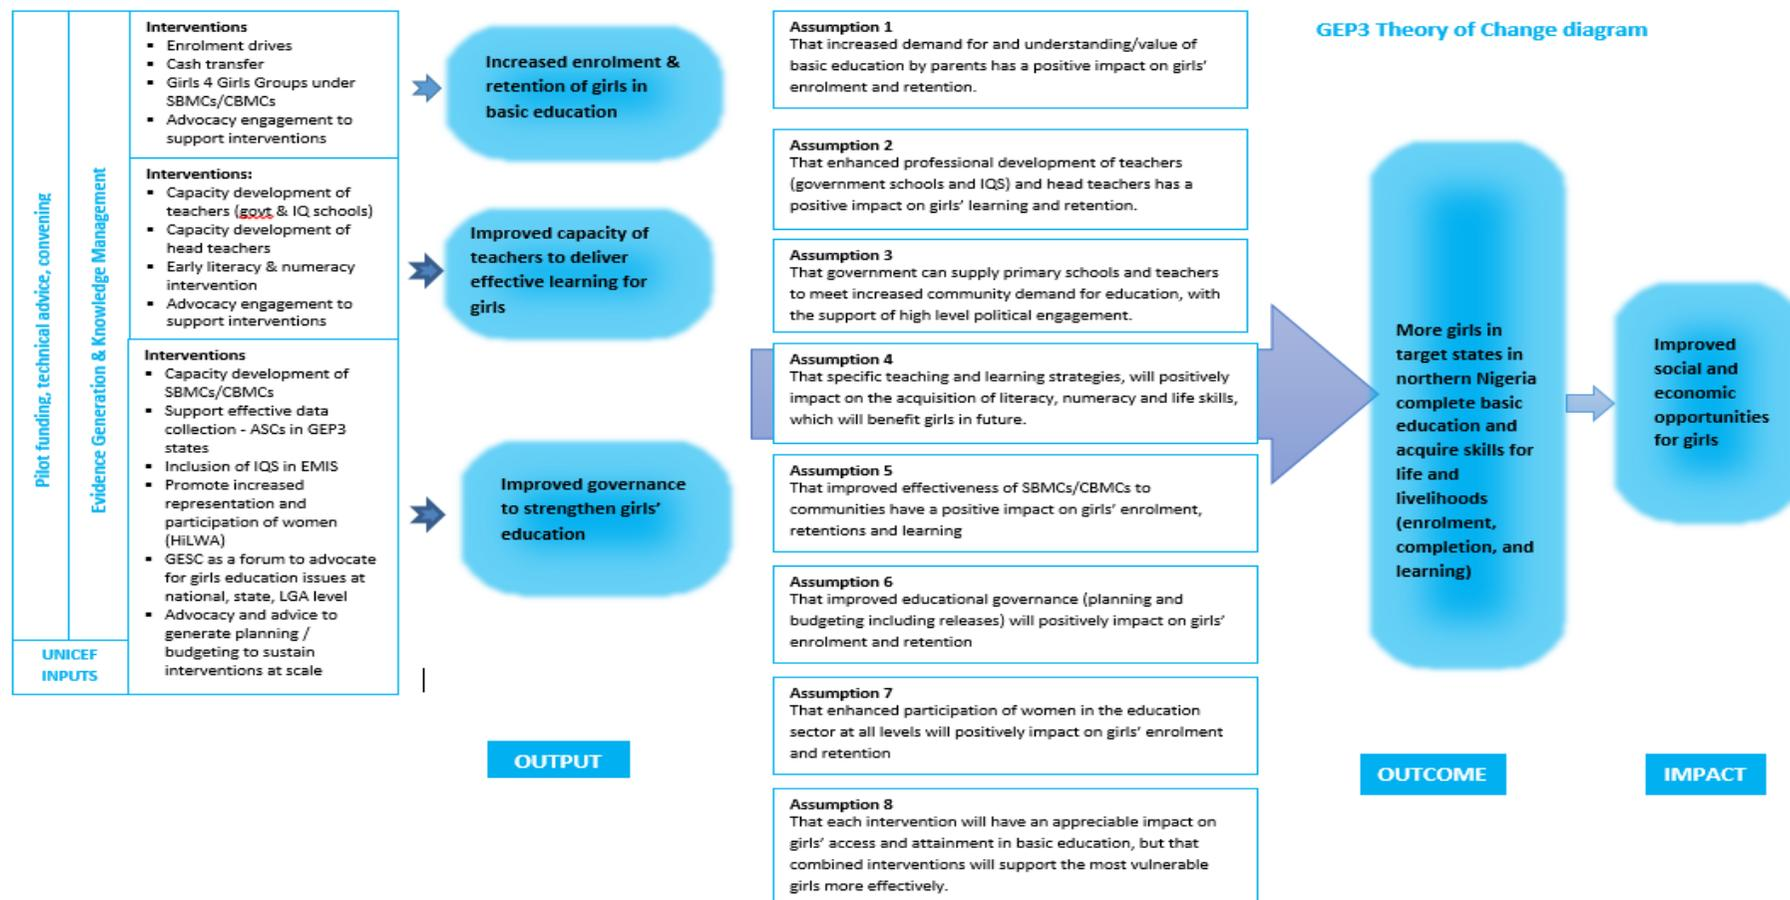 GEP3 Theory of Change diagram
Pilot funding, technical advice, convening
Evidence Generation & Knowledge Management
UNICEF
INPUTS
Interventions
▪ Enrolment drives
▪ Cash transfer
▪ Girls 4 Girls Groups under
SBMCs/CBMCs
▪ Advocacy engagement to
support interventions
Interventions:
▪ Capacity development of
teachers (govt & IQ schools)
▪ Capacity development of
head teachers
▪ Early literacy & numeracy
intervention
▪ Advocacy engagement to
support interventions
Interventions
▪ Capacity development of
SBMCs/CBMCs
▪ Support effective data
collection - ASCs in GEP3
states
▪ Inclusion of IQS in EMIS
▪ Promote increased
representation and
participation of women
(HiLWA)
▪ GESC as a forum to advocate
for girls education issues at
national, state, LGA level
▪ Advocacy and advice to
generate planning /
budgeting to sustain
interventions at scale
Increased enrolment &
retention of girls in
basic education
Improved capacity of
teachers to deliver
effective learning for
girls
Improved governance
to strengthen girls'
education
OUTPUT
Assumption 1
That increased demand for and understanding/value of
basic education by parents has a positive impact on girls'
enrolment and retention.
Assumption 2
That enhanced professional development of teachers
(government schools and IQS) and head teachers has a
positive impact on girls' learning and retention.
Assumption 3
That government can supply primary schools and teachers
to meet increased community demand for education, with
the support of high level political engagement.
Assumption 4
That specific teaching and learning strategies, will positively
impact on the acquisition of literacy, numeracy and life skills,
which will benefit girls in future.
Assumption 5
That improved effectiveness of SBMCs/CBMCs to
communities have a positive impact on girls' enrolment,
retentions and learning
Assumption 6
That improved educational governance (planning and
budgeting including releases) will positively impact on girls'
enrolment and retention
Assumption 7
That enhanced participation of women in the education
sector at all levels will positively impact on girls' enrolment
and retention
Assumption 8
That each intervention will have an appreciable impact on
girls' access and attainment in basic education, but that
combined interventions will support the most vulnerable
girls more effectively.
More girls in
target states in
northern Nigeria
complete basic
education and
acquire skills for
life and
livelihoods
(enrolment,
completion, and
learning)
OUTCOME
Improved
social and
economic
opportunities
for girls
IMPACT